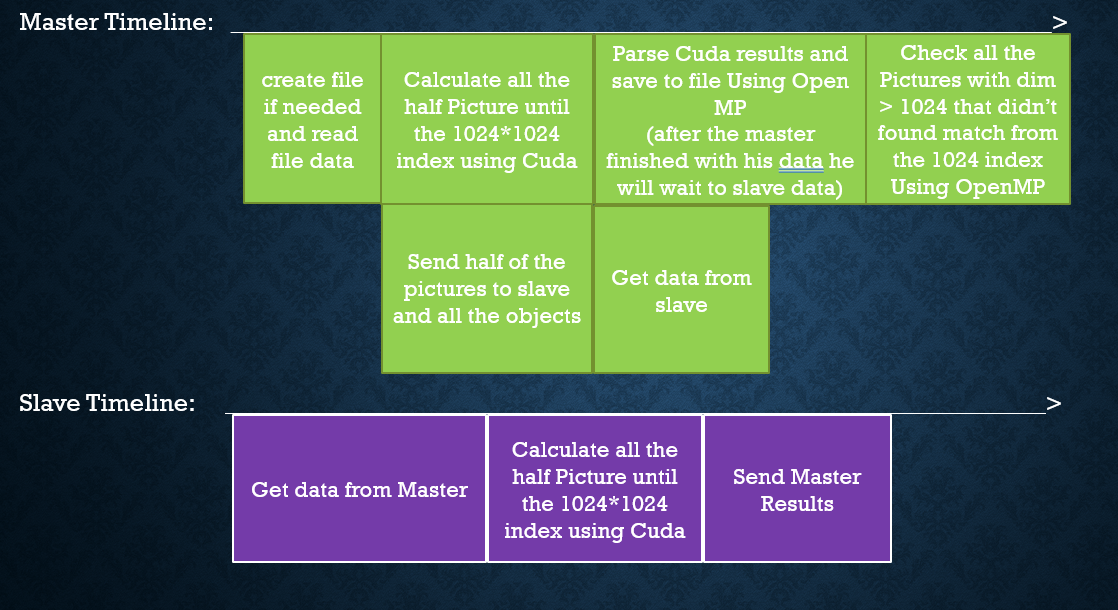 Master Timeline:
>
create file
if needed
and read
file data
Calculate all the
half Picture until
the 1024*1024
index using Cuda
Parse Cuda results and
save to file Using Open
MP
(after the master
finished with his data he
will wait to slave data)
Check all the
Pictures with dim
> 1024 that didn’t
found match from
the 1024 index
Using OpenMP
Send half of the
pictures to slave
and all the objects
Get data from
slave
Slave Timeline:
>
Get data from Master
Calculate all the
half Picture until
the 1024*1024
index using Cuda
Send Master
Results